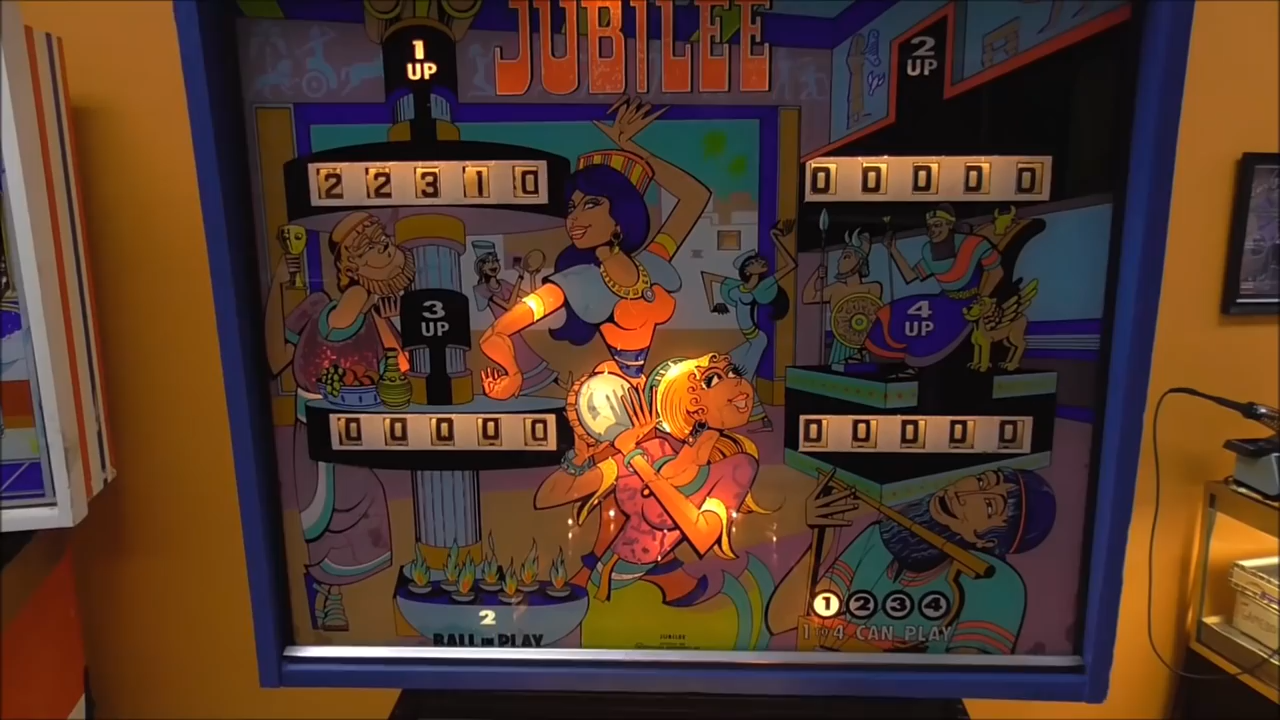 JUBILEE
1
UP
2
UP
22310
00000
3
UP
4
UP
00000
00000
2
BALL IN PLAY
1 2 3 4
1 TO 4 CAN PLAY
JUBILEE